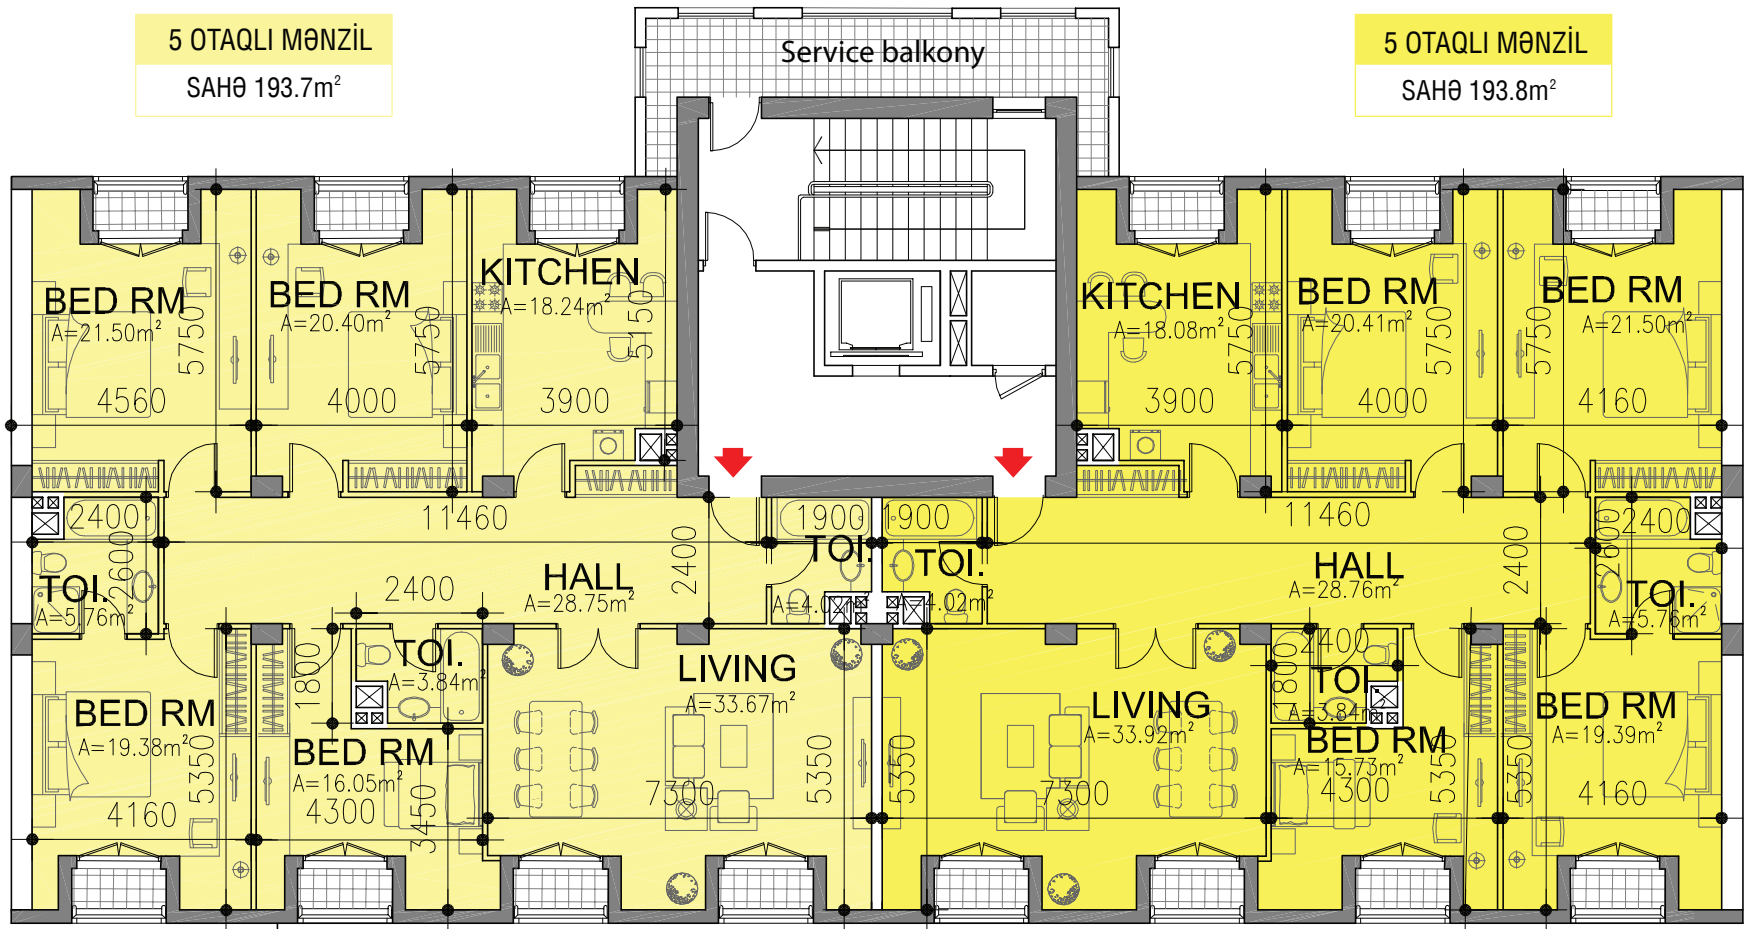 5 OTAQLI MƏNZİL
SAHƏ 193.7m²
Service balkony
5 OTAQLI MƏNZİL
SAHƏ 193.8m²
BED RM
A=21.50m²
5750
4560
BED RM
A=20.40m²
5750
4000
KITCHEN
A=18.24m²
5150
3900
KITCHEN
A=18.08m²
5750
3900
BED RM
A=20.41m²
5750
4000
BED RM
A=21.50m²
5750
4160
2400
2600
TOI.
A=5.76m²
11460
HALL
A=28.75m²
2400
2400
1900
TOI.
A=4.02m²
1900
TOI.
A=4.02m²
11460
HALL
A=28.76m²
2400
2400
2600
TOI.
A=5.76m²
BED RM
A=19.38m²
5350
4160
1800
TOI.
A=3.84m²
BED RM
A=16.05m²
4300
3450
LIVING
A=33.67m²
7300
5350
5350
LIVING
A=33.92m²
7300
2400
1800
TOI.
A=3.84m²
BED RM
A=15.73m²
4300
5350
5350
BED RM
A=19.39m²
4160